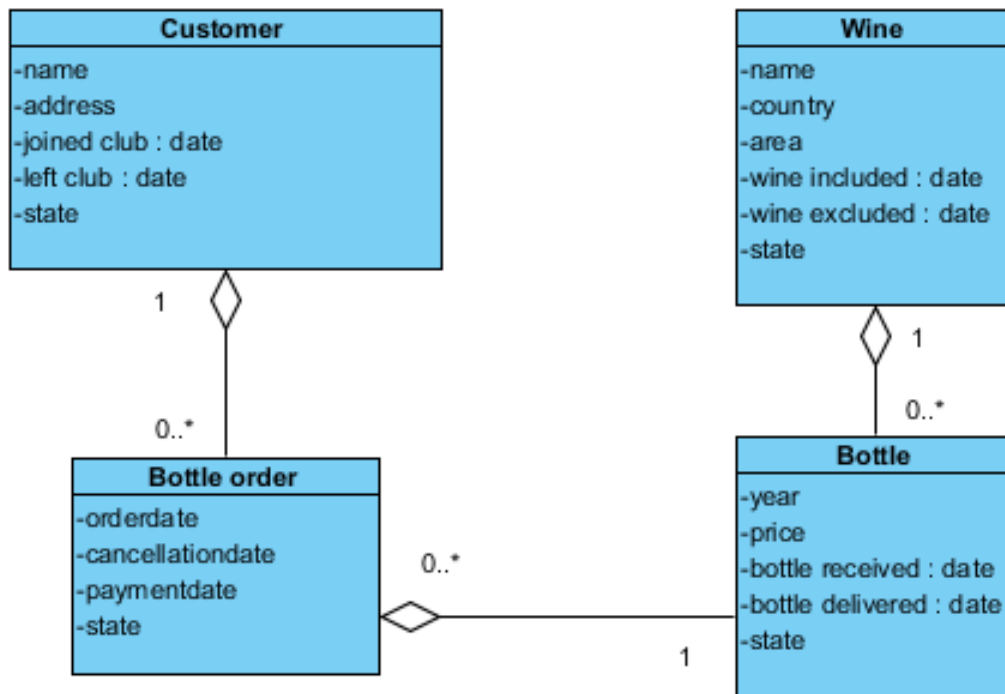 Customer
-name
-address
-joined club : date
-left club : date
-state
Wine
-name
-country
-area
-wine included : date
-wine excluded : date
-state
1
0..*
1
0..*
Bottle order
-orderdate
-cancellationdate
-paymentdate
-state
0..*
1
Bottle
-year
-price
-bottle received : date
-bottle delivered : date
-state